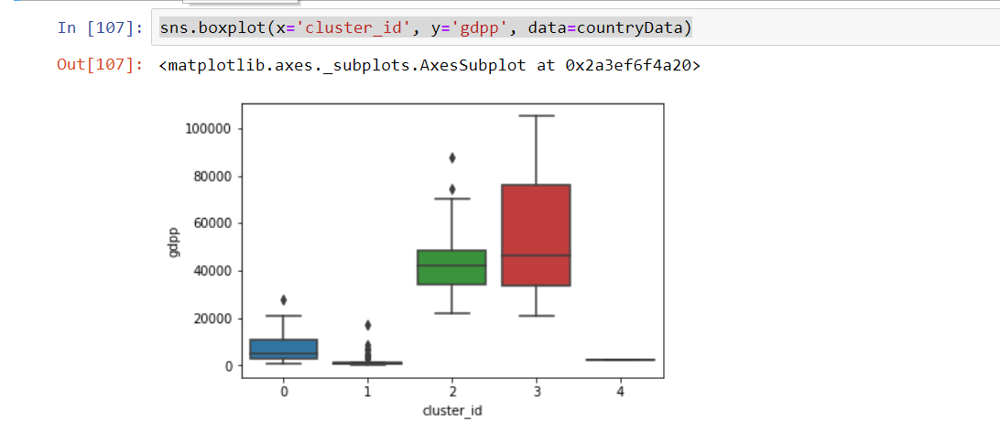 In [107]: sns.boxplot(x='cluster_id', y='gdpp', data=countryData)
Out[107]: <matplotlib.axes._subplots.AxesSubplot at 0x2a3ef6f4a20>
100000
80000
60000
gdpp
40000
20000
0
0 1 2 3 4
cluster_id